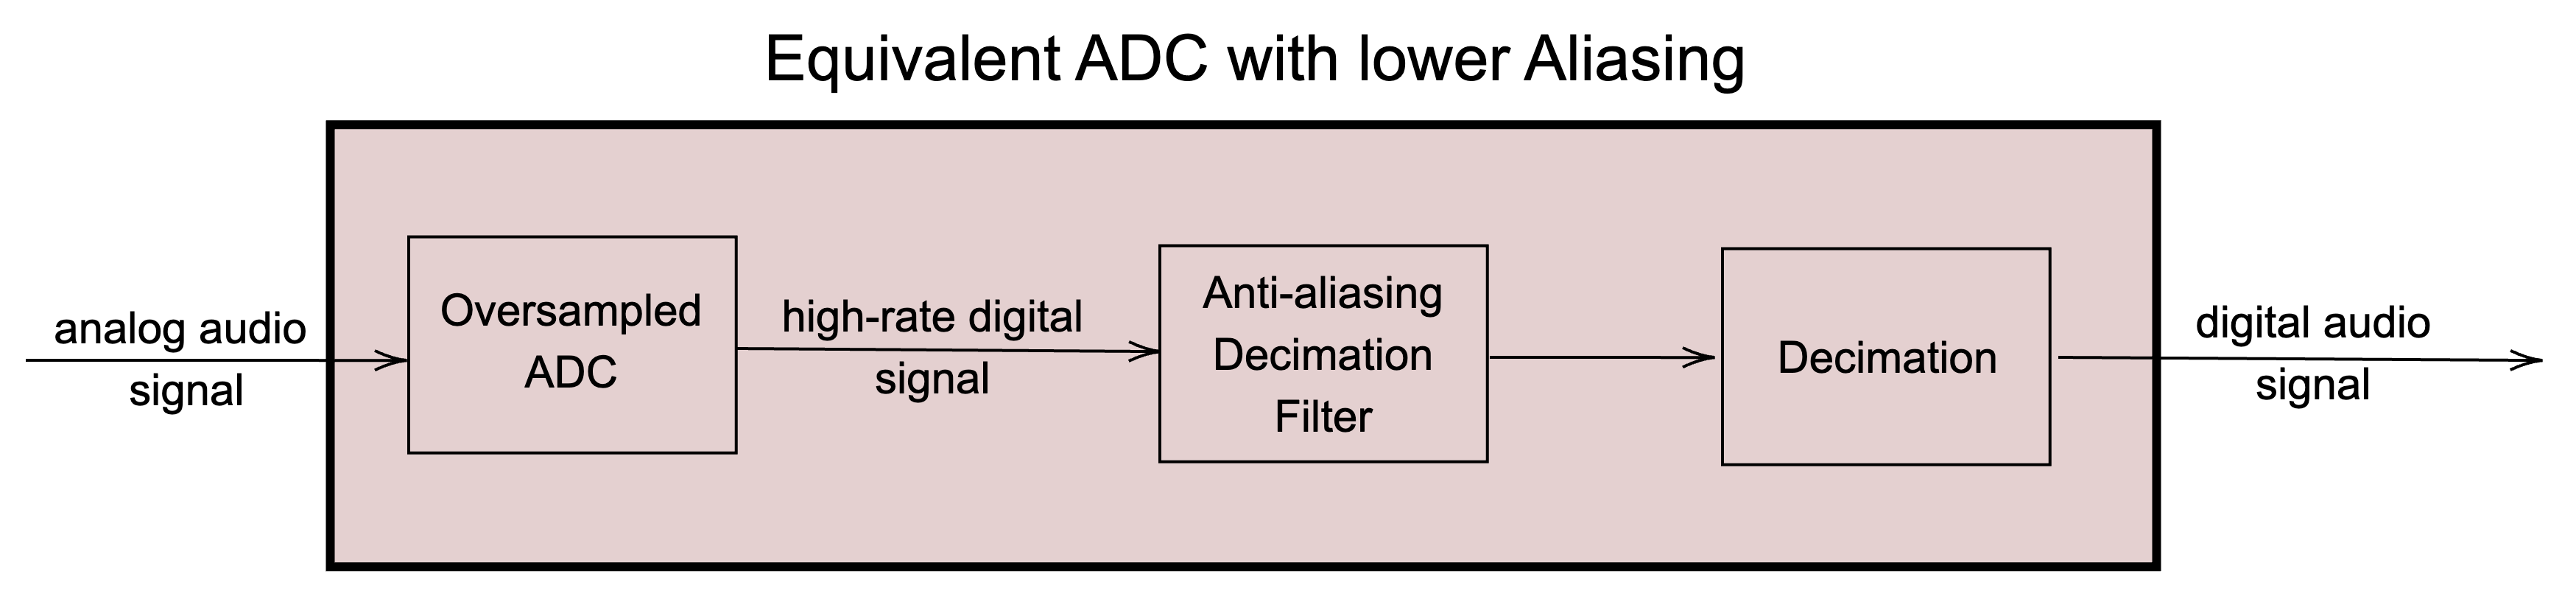 Equivalent ADC with lower Aliasing
analog audio
signal
Oversampled
ADC
high-rate digital
signal
Anti-aliasing
Decimation
Filter
Decimation
digital audio
signal